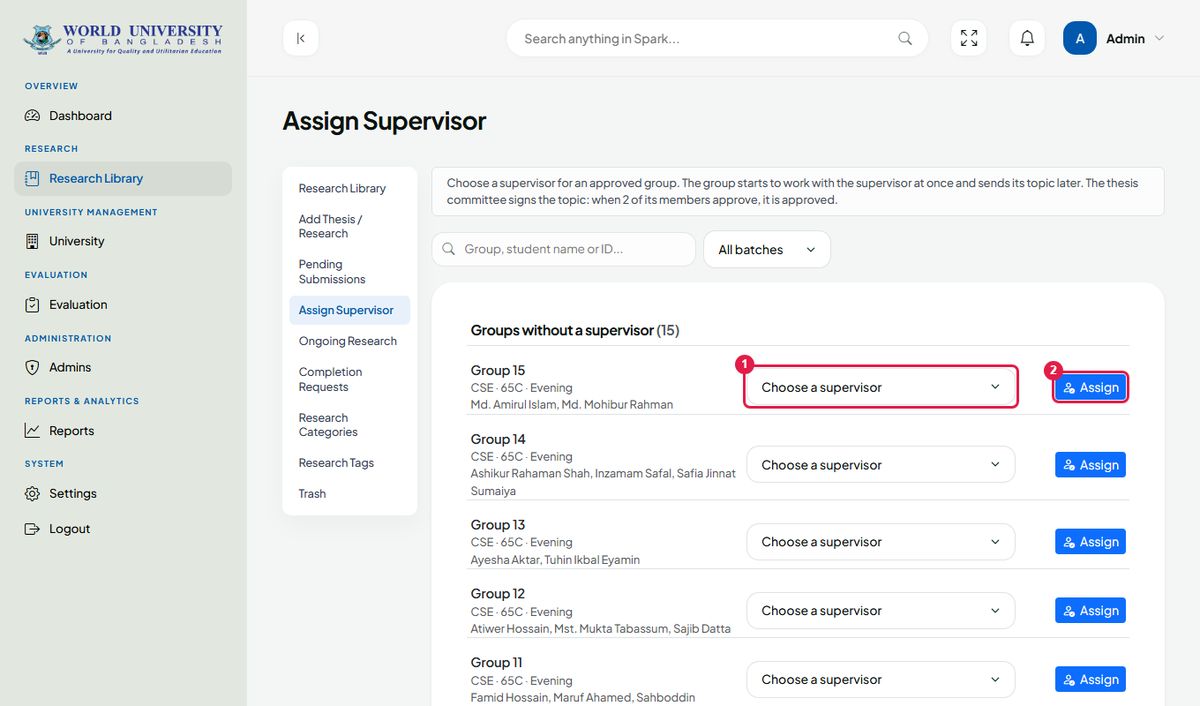 WORLD UNIVERSITY
OF BANGLADESH
A University for Quality and Utilitarian Education
OVERVIEW
Dashboard
RESEARCH
Research Library
UNIVERSITY MANAGEMENT
University
EVALUATION
Evaluation
ADMINISTRATION
Admins
REPORTS & ANALYTICS
Reports
SYSTEM
Settings
Logout
Search anything in Spark...
A
Admin
Assign Supervisor
Research Library
Add Thesis /
Research
Pending
Submissions
Assign Supervisor
Ongoing Research
Completion
Requests
Research
Categories
Research Tags
Trash
Choose a supervisor for an approved group. The group starts to work with the supervisor at once and sends its topic later. The thesis
committee signs the topic: when 2 of its members approve, it is approved.
Group, student name or ID...
All batches
Groups without a supervisor (15)
Group 15
CSE · 65C · Evening
Md. Amirul Islam, Md. Mohibur Rahman
1
Choose a supervisor
2
Assign
Group 14
CSE · 65C · Evening
Ashikur Rahaman Shah, Inzamam Safal, Safia Jinnat
Sumaiya
Choose a supervisor
Assign
Group 13
CSE · 65C · Evening
Ayesha Aktar, Tuhin Ikbal Eyamin
Choose a supervisor
Assign
Group 12
CSE · 65C · Evening
Atiwer Hossain, Mst. Mukta Tabassum, Sajib Datta
Choose a supervisor
Assign
Group 11
CSE · 65C · Evening
Famid Hossain, Maruf Ahamed, Sahboddin
Choose a supervisor
Assign